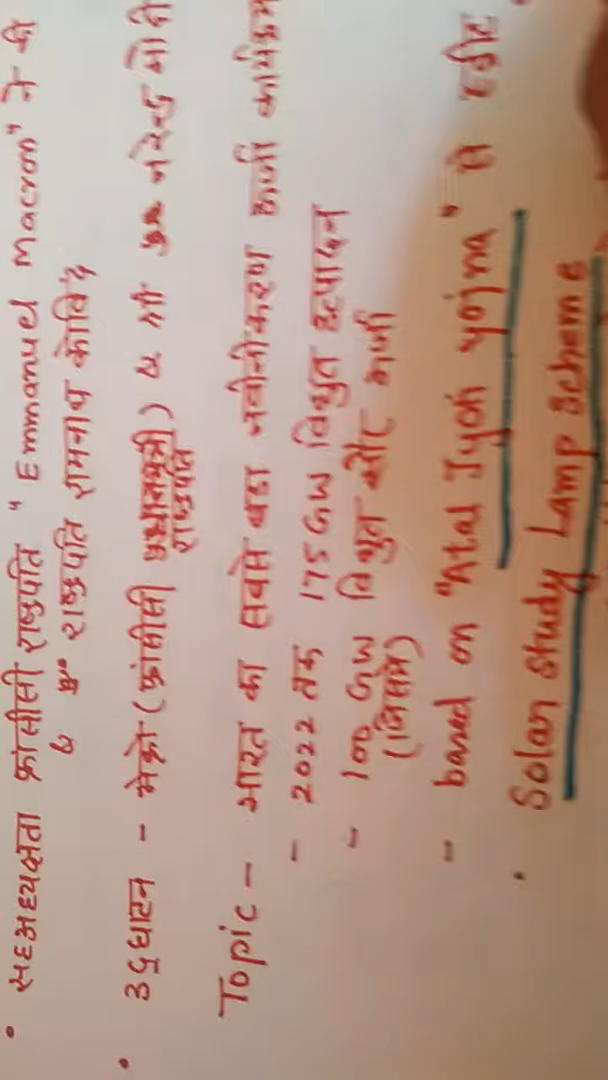 • सहअध्यक्षता फ्रांसीसी राष्ट्रपति "Emmanuel Macron" ने की
& राष्ट्रपति रामनाथ कोविंद
• उद्घाटन - मेक्रो (फ्रांसीसी राष्ट्रपति) & श्री नरेन्द्र मोदी
Topic - भारत का सबसे बडा नवीनीकरण ऊर्जा कार्यक्रम
- 2022 तक 175 GW विधुत उत्पादन
- 100 GW विधुत सौर ऊर्जा
(जिसमें)
- based on "Atal Jyoti yojna" से
• Solar Study Lamp Scheme